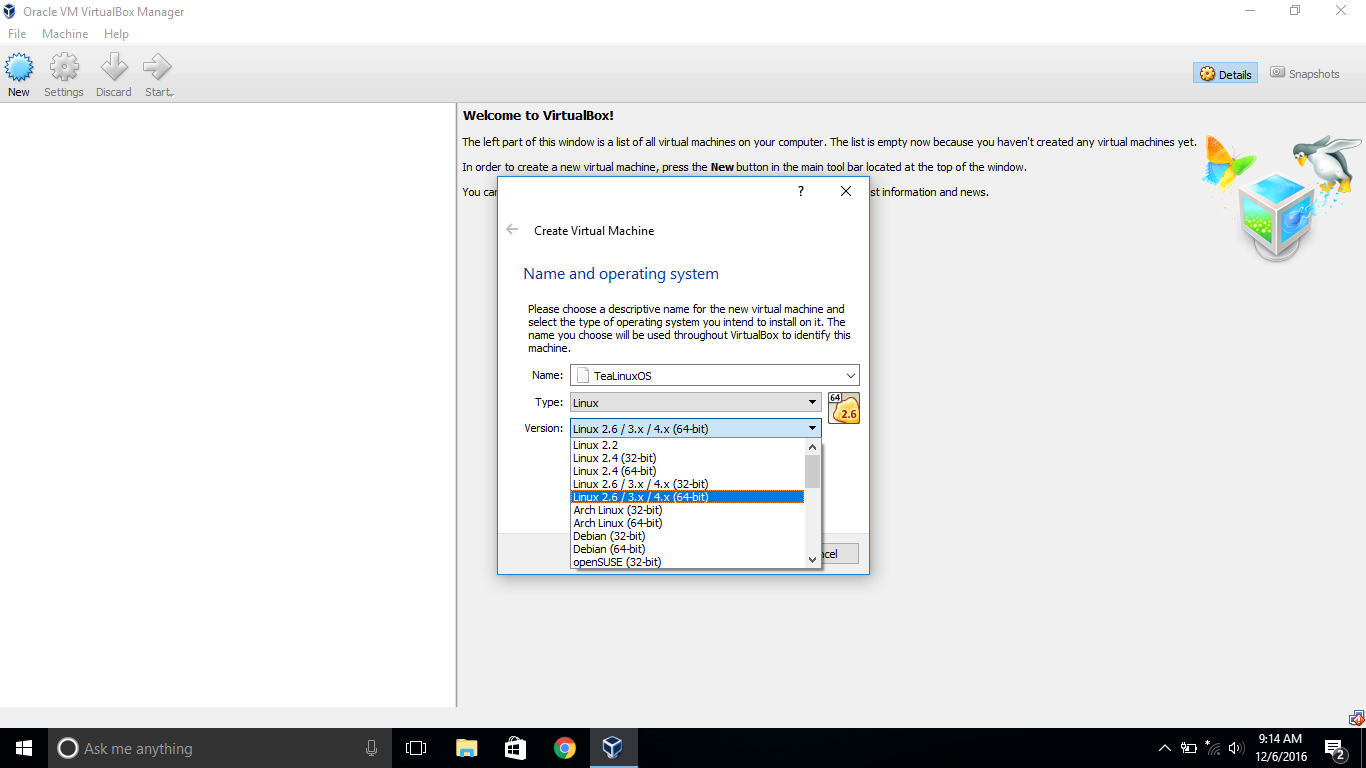 Oracle VM VirtualBox Manager
File Machine Help
New Settings Discard Start
Details Snapshots
Welcome to VirtualBox!
The left part of this window is a list of all virtual machines on your computer. The list is empty now because you haven't created any virtual machines yet.
In order to create a new virtual machine, press the New button in the main tool bar located at the top of the window.
You can st information and news.
?
Create Virtual Machine
Name and operating system
Please choose a descriptive name for the new virtual machine and
select the type of operating system you intend to install on it. The
name you choose will be used throughout VirtualBox to identify this
machine.
Name: TeaLinuxOS
Type: Linux
64
2.6
Version: Linux 2.6 / 3.x / 4.x (64-bit)
Linux 2.2
Linux 2.4 (32-bit)
Linux 2.4 (64-bit)
Linux 2.6 / 3.x / 4.x (32-bit)
Linux 2.6 / 3.x / 4.x (64-bit)
Arch Linux (32-bit)
Arch Linux (64-bit)
Debian (32-bit)
Debian (64-bit)
openSUSE (32-bit)
ncel
Ask me anything
9:14 AM
12/6/2016
2